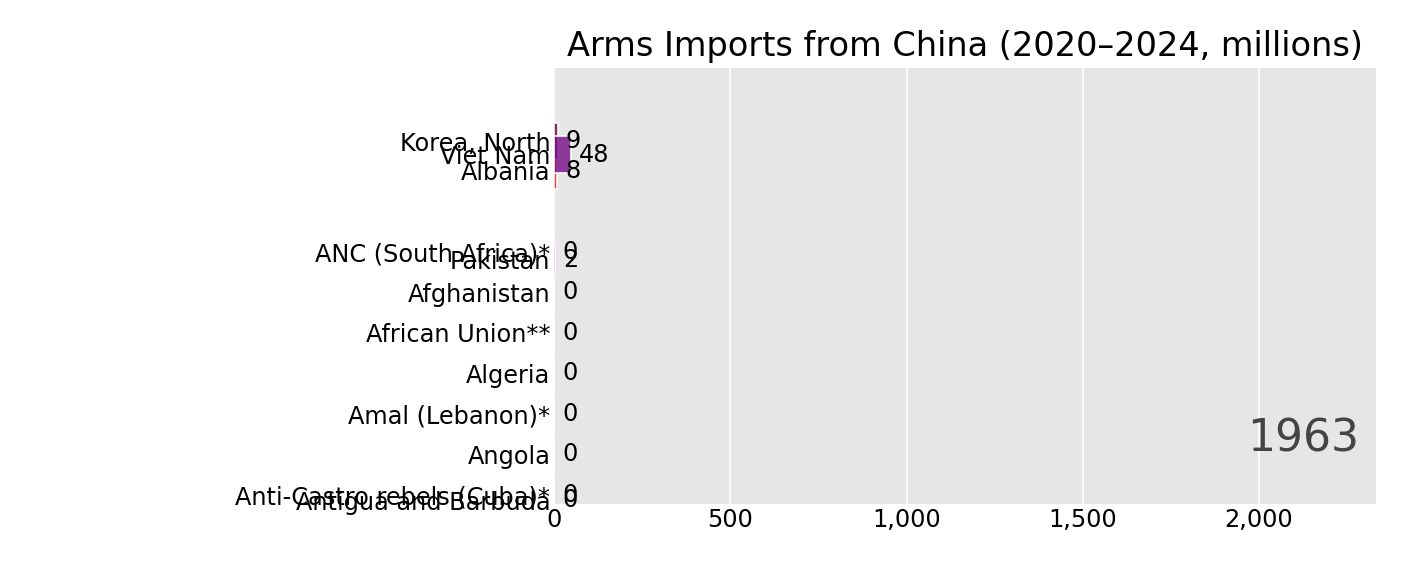 Arms Imports from China (2020–2024, millions)
Korea, North 9
Viet Nam 48
Albania 8
ANC (South Africa)* 0
Pakistan 2
Afghanistan 0
African Union** 0
Algeria 0
Amal (Lebanon)* 0
1963
Angola 0
Anti-Castro rebels (Cuba)* 0
Antigua and Barbuda 0
0 500 1,000 1,500 2,000